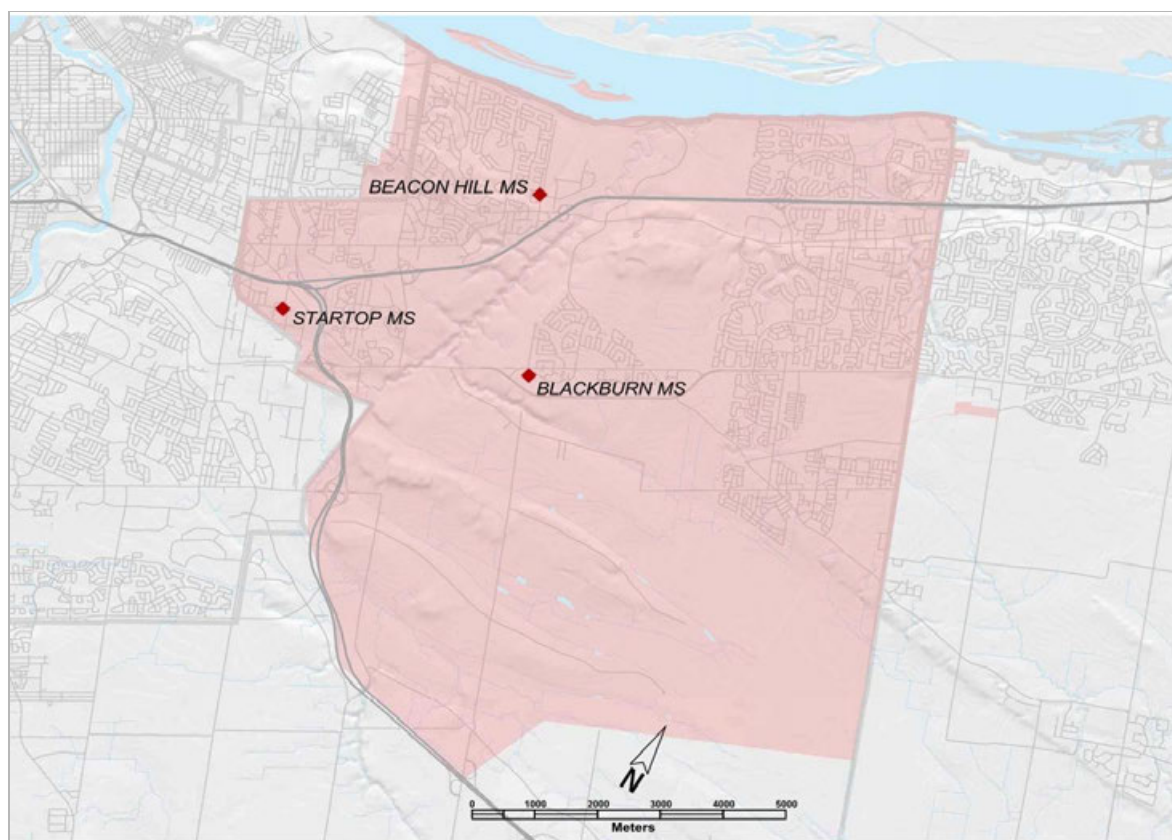 BEACON HILL MS
STARTOP MS
BLACKBURN MS
N
0 1000 2000 3000 4000 5000
Meters